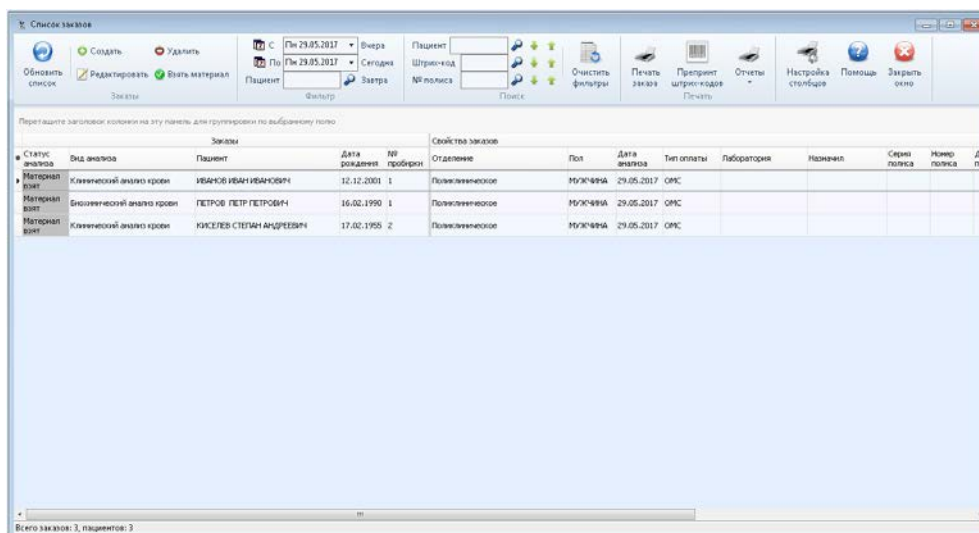 Список заказов
Обновить список
Создать
Удалить
Редактировать
Взять материал
Заказы
С Пн 29.05.2017 Вчера
По Пн 29.05.2017 Сегодня
Пациент Завтра
Фильтр
Пациент
Штрих-код
№ полиса
Поиск
Очистить фильтры
Печать заказа
Препринт штрих-кодов
Отчеты
Печать
Настройка столбцов
Помощь
Закрыть окно
Перетащите заголовок колонки на эту панель для группировки по выбранному полю
Заказы Свойства заказов
Статус анализа Вид анализа Пациент Дата рождения № пробирки Отделение Пол Дата анализа Тип оплаты Лаборатория Назначил Серия полиса Номер полиса
Материал взят Клинический анализ крови ИВАНОВ ИВАН ИВАНОВИЧ 12.12.2001 1 Поликлиническое МУЖЧИНА 29.05.2017 ОМС
Материал взят Биохимический анализ крови ПЕТРОВ ПЕТР ПЕТРОВИЧ 16.02.1990 1 Поликлиническое МУЖЧИНА 29.05.2017 ОМС
Материал взят Клинический анализ крови КИСЕЛЕВ СТЕПАН АНДРЕЕВИЧ 17.02.1955 2 Поликлиническое МУЖЧИНА 29.05.2017 ОМС
Всего заказов: 3, пациентов: 3